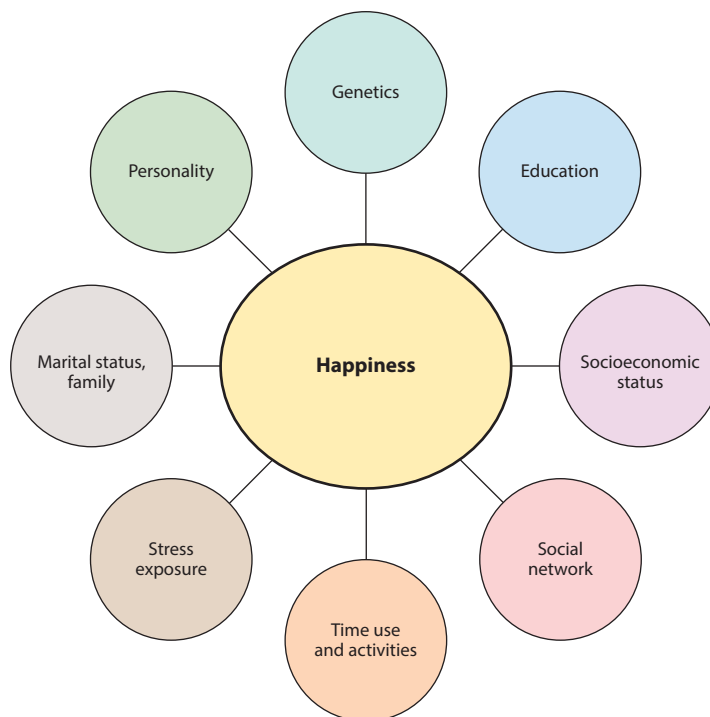 Genetics
Personality
Education
Marital status,
family
Happiness
Socioeconomic
status
Stress
exposure
Social
network
Time use
and activities